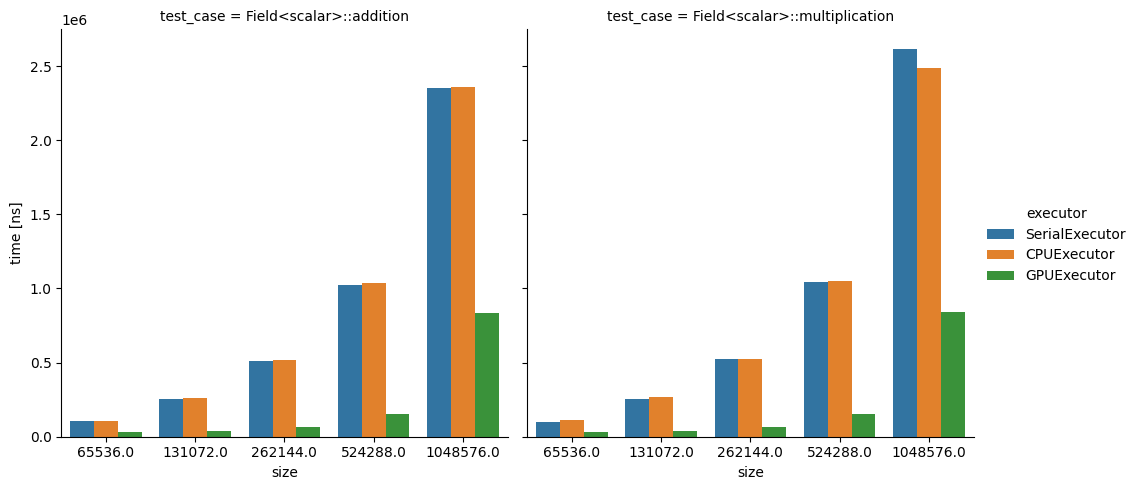 test_case = Field<scalar>::addition
test_case = Field<scalar>::multiplication
1e6
2.5
2.0
1.5
1.0
0.5
0.0
time [ns]
65536.0 131072.0 262144.0 524288.0 1048576.0
size
65536.0 131072.0 262144.0 524288.0 1048576.0
size
executor
SerialExecutor
CPUExecutor
GPUExecutor